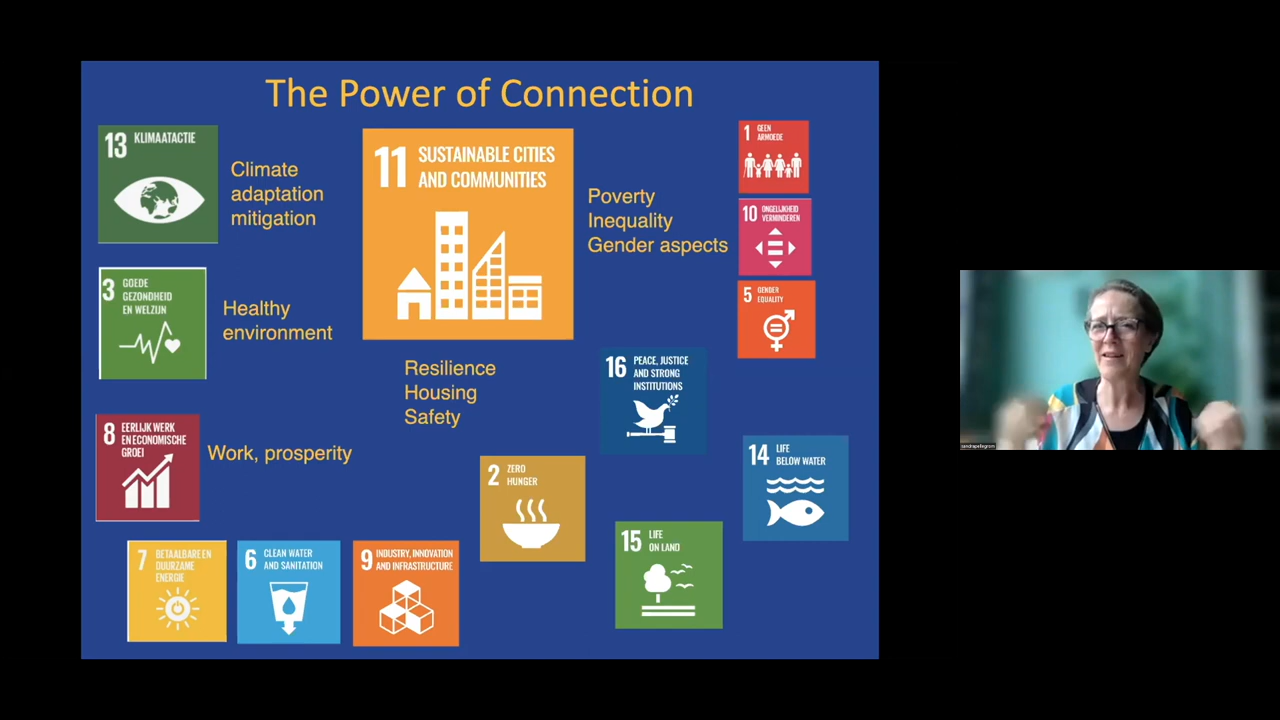 The Power of Connection
13 KLIMAATACTIE
Climate
adaptation
mitigation
11 SUSTAINABLE CITIES
AND COMMUNITIES
Poverty
Inequality
Gender aspects
1 GEEN
ARMOEDE
10 ONGELIJKHEID
VERMINDEREN
5 GENDER
EQUALITY
3 GOEDE
GEZONDHEID
EN WELZIJN
Healthy
environment
Resilience
Housing
Safety
16 PEACE, JUSTICE
AND STRONG
INSTITUTIONS
8 EERLIJK WERK
EN ECONOMISCHE
GROEI
Work, prosperity
2 ZERO
HUNGER
14 LIFE
BELOW WATER
15 LIFE
ON LAND
7 BETAALBARE EN
DUURZAME
ENERGIE
6 CLEAN WATER
AND SANITATION
9 INDUSTRY, INNOVATION
AND INFRASTRUCTURE
sandrapellegrom